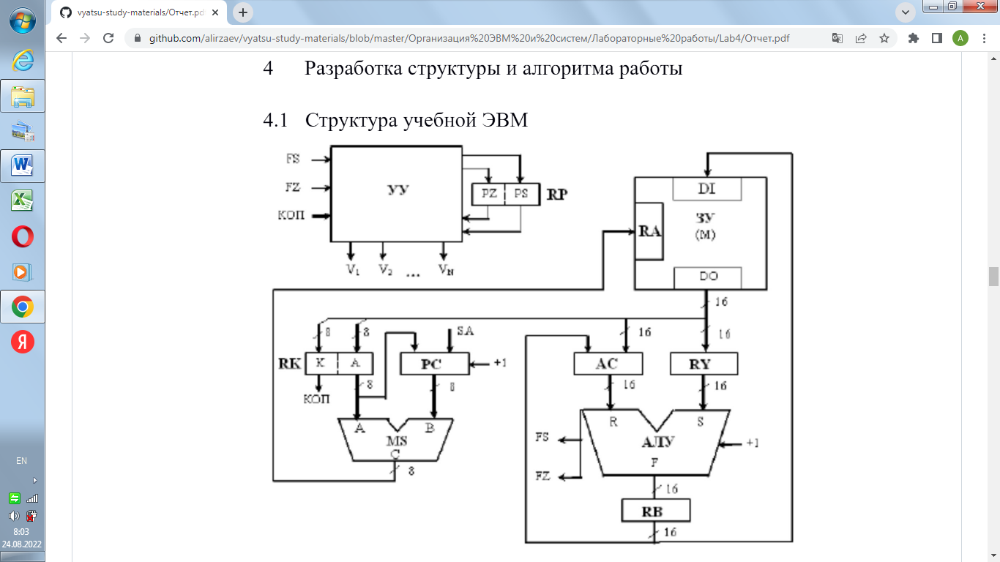 vyatsu-study-materials/Отчет.pd
github.com/alirzaev/vyatsu-study-materials/blob/master/Организация%20ЭВМ%20и%20систем/Лабораторные%20работы/Lab4/Отчет.pdf
A
4 Разработка структуры и алгоритма работы
4.1 Структура учебной ЭВМ
FS
FZ
КОП
УУ
PZ PS
RP
V1 V2 ... VN
DI
ЗУ
(M)
RA
DO
16
8 8
SA
16 16
RK
K A
PC
+1
AC
RY
КОП
8 8
16 16
A B
MS
C
8
R S
АЛУ
F
+1
FS
FZ
16
RB
16
EN
8:03
24.08.2022